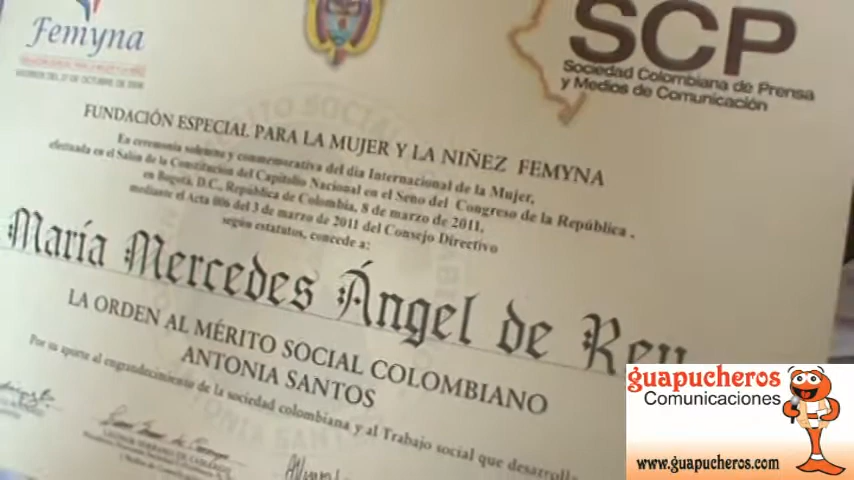 Femyna
SCP
Sociedad Colombiana de Prensa
y Medios de Comunicación
FUNDACIÓN ESPECIAL PARA LA MUJER Y LA NIÑEZ FEMYNA
En ceremonia solemne y conmemorativa del día Internacional de la Mujer,
efectuada en el Salón de la Constitución del Capitolio Nacional en el Seno del Congreso de la República ,
en Bogotá, D.C., República de Colombia, 8 de marzo de 2011,
mediante el Acta 006 del 3 de marzo de 2011 del Consejo Directivo
según estatutos, concede a:
María Mercedes Ángel de Rey
LA ORDEN AL MÉRITO SOCIAL COLOMBIANO
ANTONIA SANTOS
Por su aporte al engrandecimiento de la sociedad colombiana y al Trabajo social que desarrolla
guapucheros
Comunicaciones
www.guapucheros.com